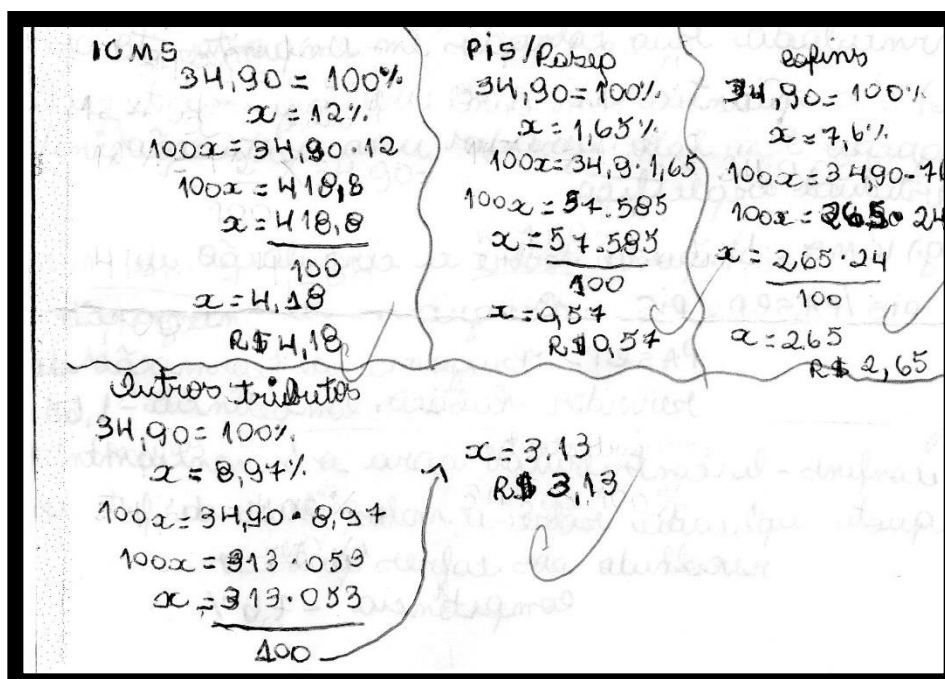 ICMS
34,90 = 100%
x = 12%
100x = 34,90 · 12
100x = 418,8
x = 418,8
100
x = 4,18
R$ 4,18
Pis/Pasep
34,90 = 100%
x = 1,65%
100x = 34,9 · 1,65
100x = 57.585
x = 57.585
100
x = 0,57
R$ 0,57
Cofins
34,90 = 100%
x = 7,6%
100x = 34,90 · 7
100x = 265 · 24
x = 265 · 24
100
x = 265
R$ 2,65
Outros tributos
34,90 = 100%
x = 8,97%
100x = 34,90 · 8,97
100x = 313·053
x = 313·053
100
x = 3,13
R$ 3,13